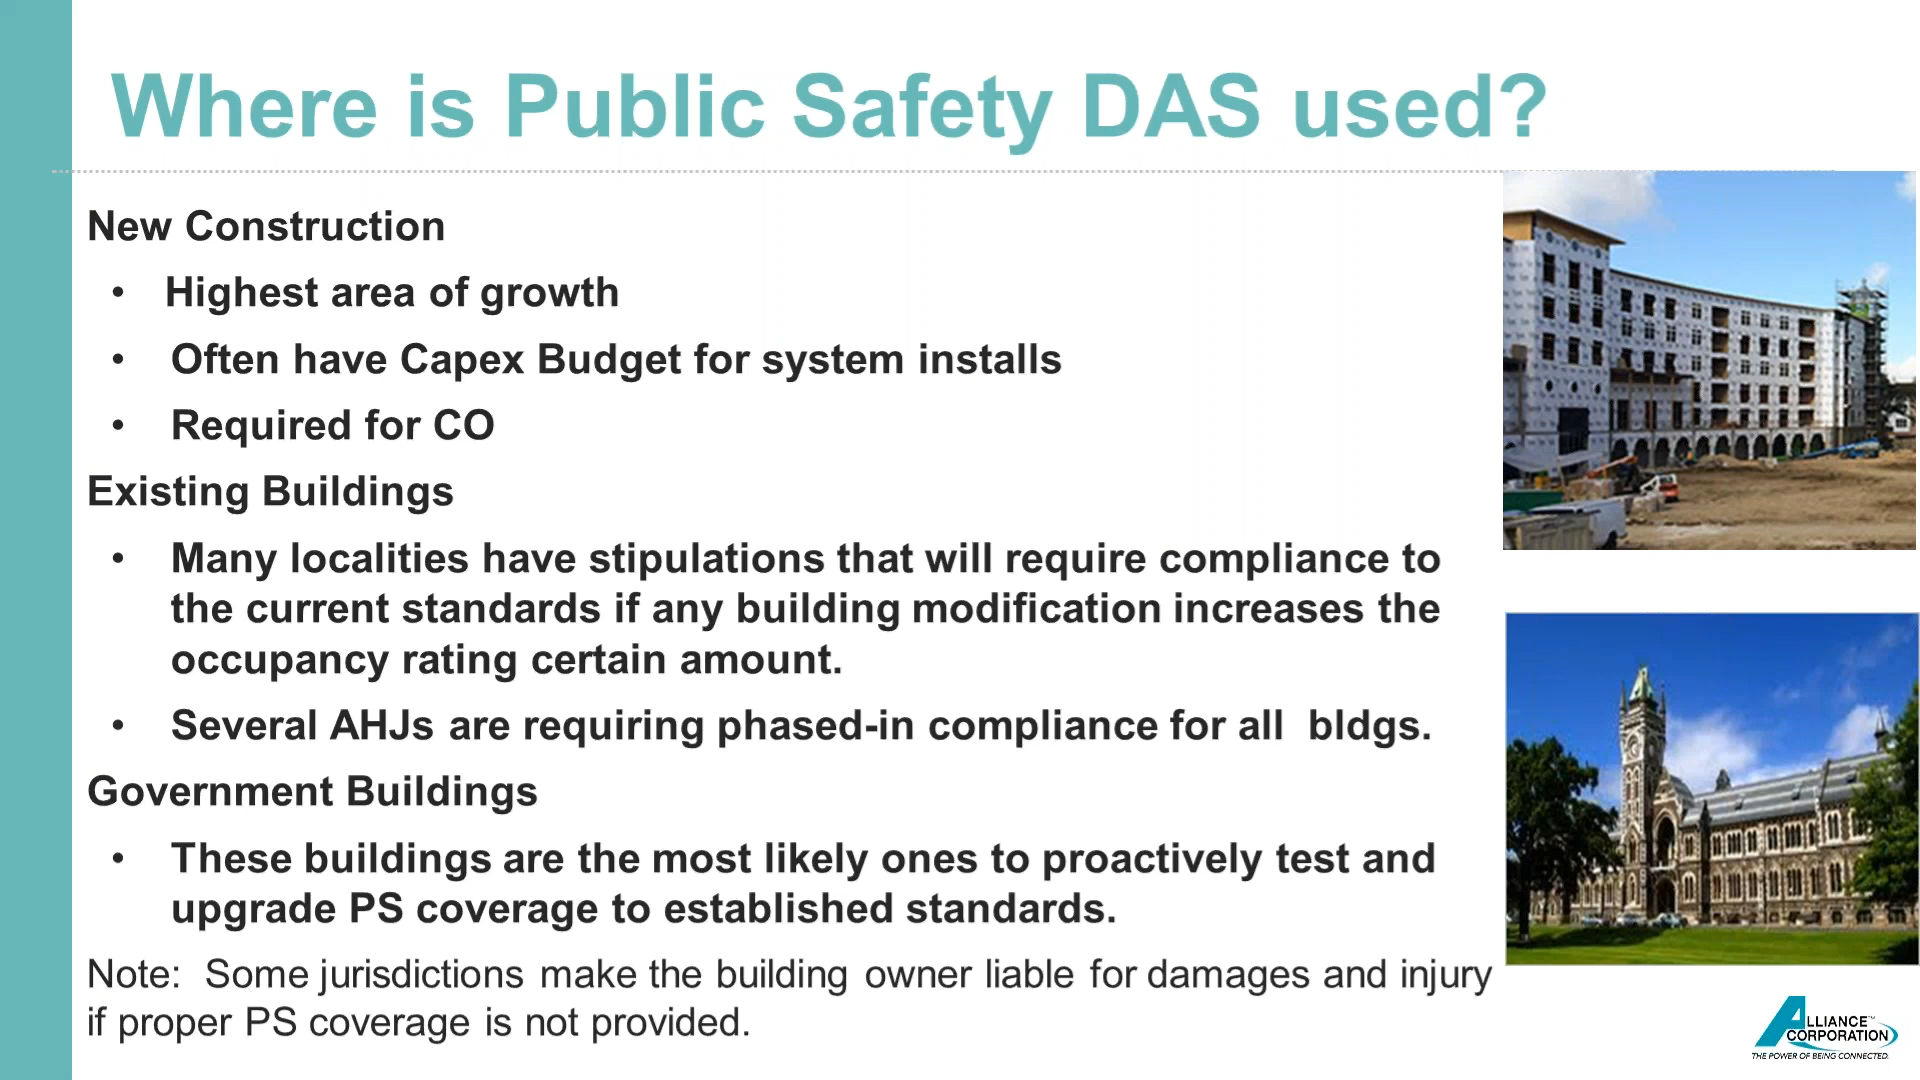 Where is Public Safety DAS used?
New Construction
• Highest area of growth
• Often have Capex Budget for system installs
• Required for CO
Existing Buildings
• Many localities have stipulations that will require compliance to
the current standards if any building modification increases the
occupancy rating certain amount.
• Several AHJs are requiring phased-in compliance for all  bldgs.
Government Buildings
• These buildings are the most likely ones to proactively test and
upgrade PS coverage to established standards.
Note:  Some jurisdictions make the building owner liable for damages and injury
if proper PS coverage is not provided.
ALLIANCE™
CORPORATION
THE POWER OF BEING CONNECTED.